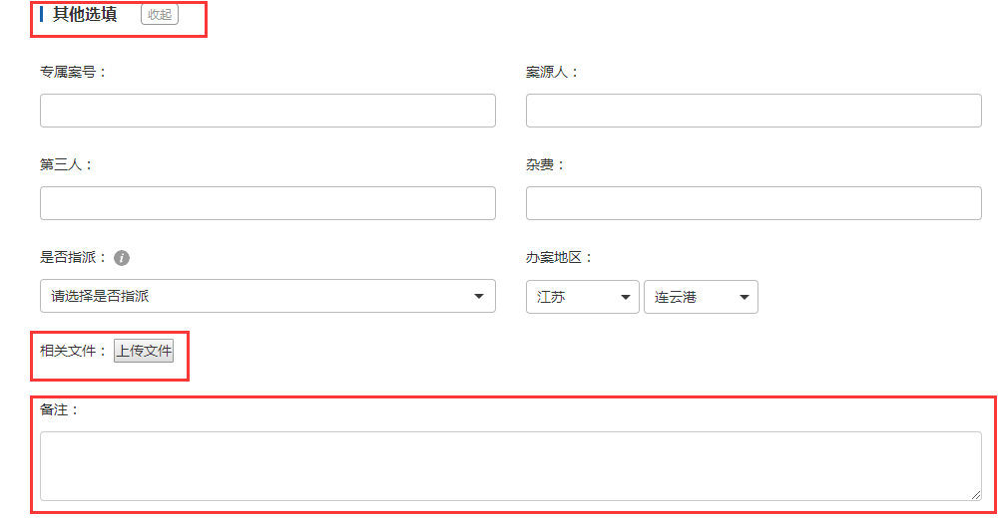 其他选填 收起
专属案号： 案源人：
第三人： 杂费：
是否指派： i 办案地区：
请选择是否指派 江苏 连云港
相关文件： 上传文件
备注：